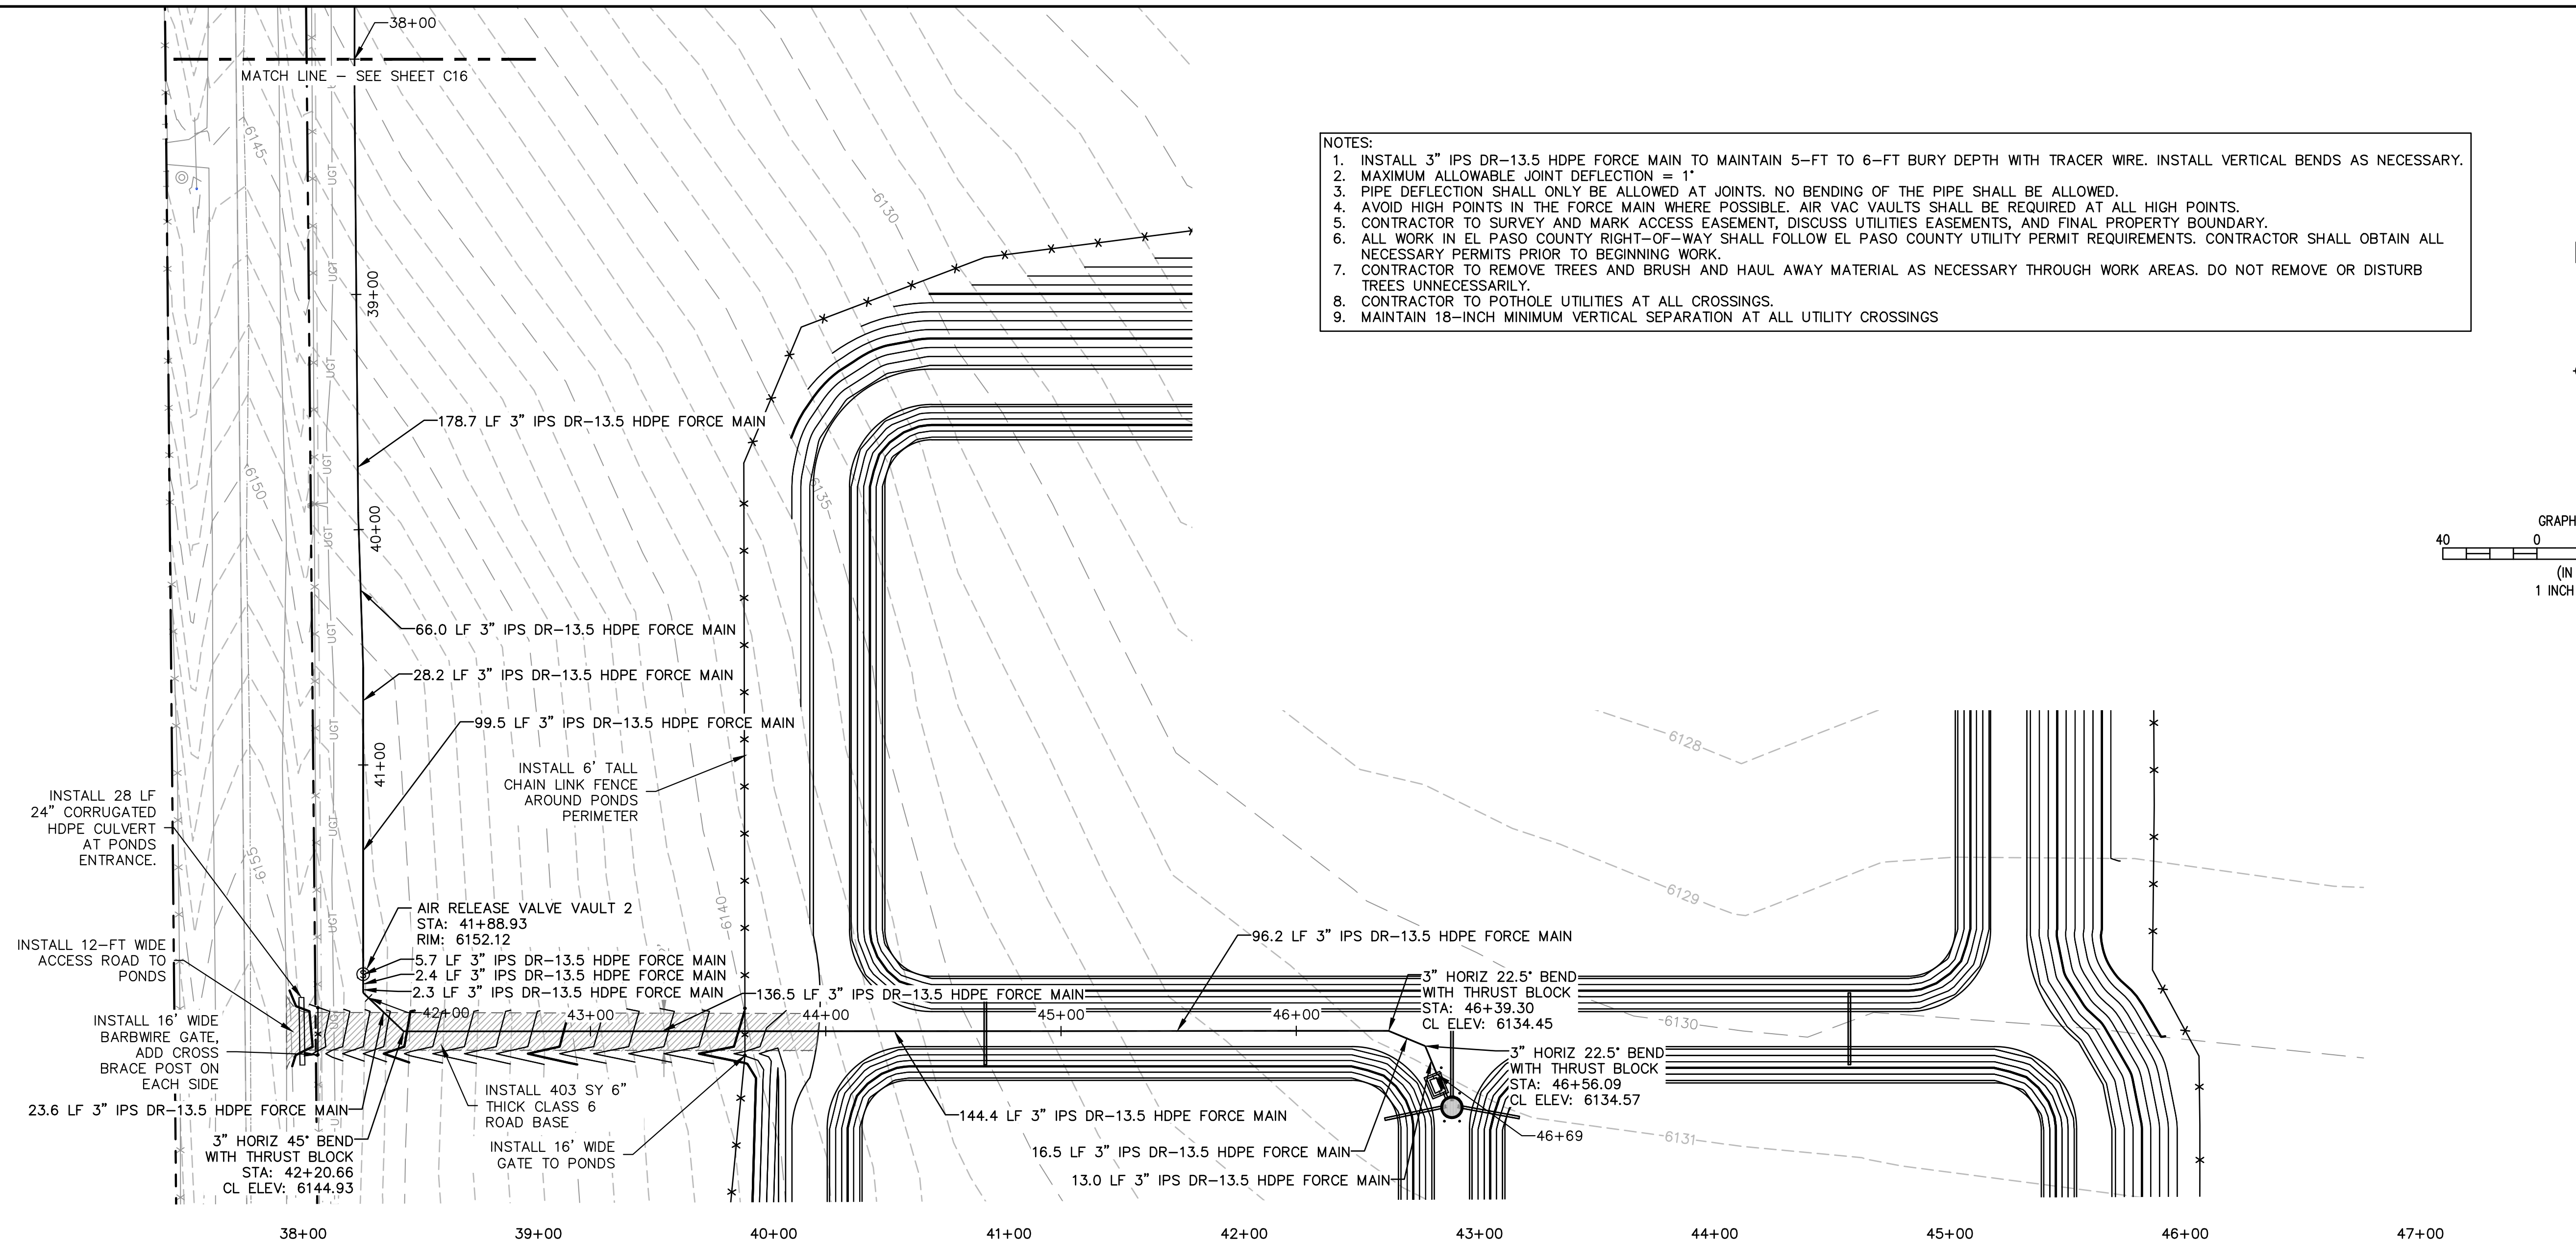 38+00
MATCH LINE – SEE SHEET C16
6145
UGT
6130
NOTES:
1. INSTALL 3" IPS DR–13.5 HDPE FORCE MAIN TO MAINTAIN 5–FT TO 6–FT BURY DEPTH WITH TRACER WIRE. INSTALL VERTICAL BENDS AS NECESSARY.
2. MAXIMUM ALLOWABLE JOINT DEFLECTION = 1°
3. PIPE DEFLECTION SHALL ONLY BE ALLOWED AT JOINTS. NO BENDING OF THE PIPE SHALL BE ALLOWED.
4. AVOID HIGH POINTS IN THE FORCE MAIN WHERE POSSIBLE. AIR VAC VAULTS SHALL BE REQUIRED AT ALL HIGH POINTS.
5. CONTRACTOR TO SURVEY AND MARK ACCESS EASEMENT, DISCUSS UTILITIES EASEMENTS, AND FINAL PROPERTY BOUNDARY.
6. ALL WORK IN EL PASO COUNTY RIGHT–OF–WAY SHALL FOLLOW EL PASO COUNTY UTILITY PERMIT REQUIREMENTS. CONTRACTOR SHALL OBTAIN ALL
NECESSARY PERMITS PRIOR TO BEGINNING WORK.
7. CONTRACTOR TO REMOVE TREES AND BRUSH AND HAUL AWAY MATERIAL AS NECESSARY THROUGH WORK AREAS. DO NOT REMOVE OR DISTURB
TREES UNNECESSARILY.
8. CONTRACTOR TO POTHOLE UTILITIES AT ALL CROSSINGS.
9. MAINTAIN 18–INCH MINIMUM VERTICAL SEPARATION AT ALL UTILITY CROSSINGS
UGT
39+00
UGT
178.7 LF 3" IPS DR–13.5 HDPE FORCE MAIN
UGT
6150
6135
40+00
UGT
GRAPH
40 0
(IN
1 INCH
UGT
66.0 LF 3" IPS DR–13.5 HDPE FORCE MAIN
28.2 LF 3" IPS DR–13.5 HDPE FORCE MAIN
99.5 LF 3" IPS DR–13.5 HDPE FORCE MAIN
UGT
6128
41+00
INSTALL 6' TALL
CHAIN LINK FENCE
AROUND PONDS
PERIMETER
INSTALL 28 LF
24" CORRUGATED
HDPE CULVERT
AT PONDS
ENTRANCE.
UGT
6155
6129
6140
UGT
AIR RELEASE VALVE VAULT 2
STA: 41+88.93
RIM: 6152.12
96.2 LF 3" IPS DR–13.5 HDPE FORCE MAIN
INSTALL 12–FT WIDE
ACCESS ROAD TO
PONDS
5.7 LF 3" IPS DR–13.5 HDPE FORCE MAIN
2.4 LF 3" IPS DR–13.5 HDPE FORCE MAIN
2.3 LF 3" IPS DR–13.5 HDPE FORCE MAIN
136.5 LF 3" IPS DR–13.5 HDPE FORCE MAIN
3" HORIZ 22.5° BEND
WITH THRUST BLOCK
STA: 46+39.30
CL ELEV: 6134.45
42+00
43+00
44+00
45+00
46+00
6130
INSTALL 16' WIDE
BARBWIRE GATE,
ADD CROSS
BRACE POST ON
EACH SIDE
3" HORIZ 22.5° BEND
WITH THRUST BLOCK
STA: 46+56.09
CL ELEV: 6134.57
INSTALL 403 SY 6"
THICK CLASS 6
ROAD BASE
23.6 LF 3" IPS DR–13.5 HDPE FORCE MAIN
144.4 LF 3" IPS DR–13.5 HDPE FORCE MAIN
UGT
46+69
6131
3" HORIZ 45° BEND
WITH THRUST BLOCK
STA: 42+20.66
CL ELEV: 6144.93
INSTALL 16' WIDE
GATE TO PONDS
16.5 LF 3" IPS DR–13.5 HDPE FORCE MAIN
13.0 LF 3" IPS DR–13.5 HDPE FORCE MAIN
38+00 39+00 40+00 41+00 42+00 43+00 44+00 45+00 46+00 47+00